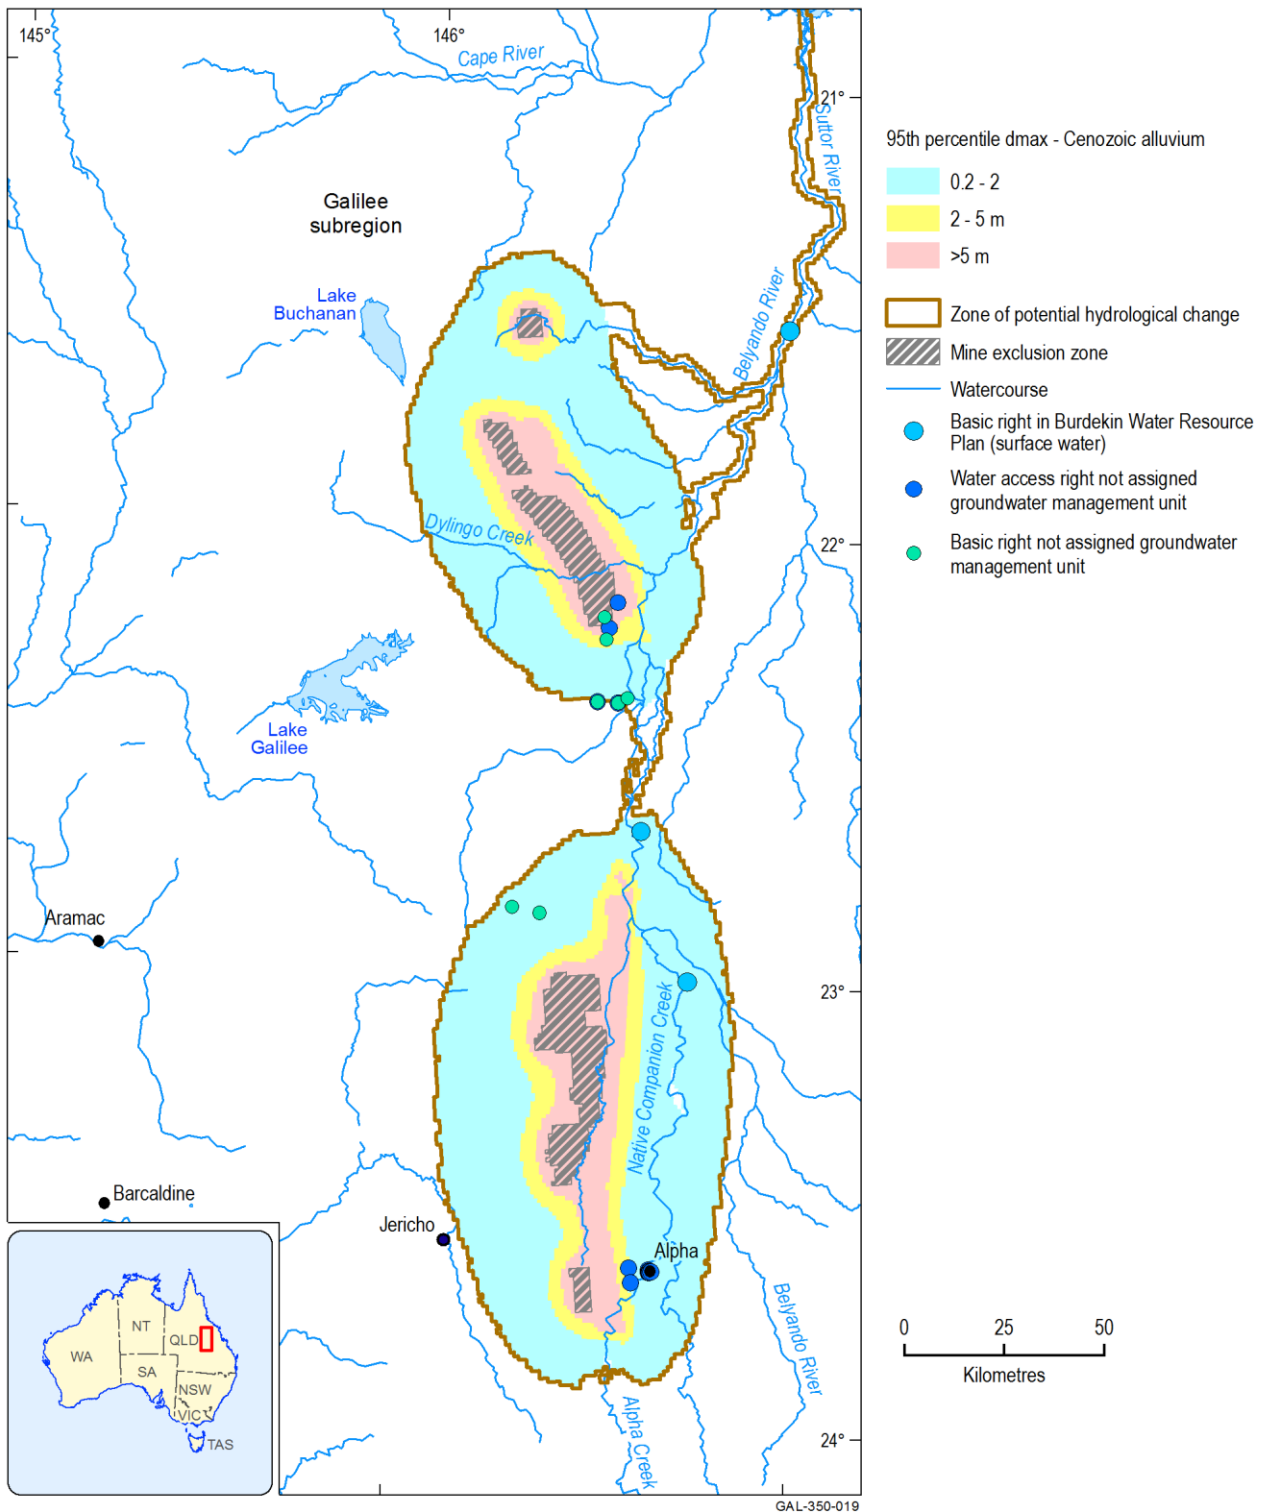 145°
146°
Cape River
21°
Suttor River
Galilee
subregion
Lake
Buchanan
Belyando River
Dylingo Creek
22°
Lake
Galilee
Aramac
23°
Native Companion Creek
Barcaldine
Jericho
Alpha
Belyando River
Alpha Creek
24°
95th percentile dmax - Cenozoic alluvium
0.2 - 2
2 - 5 m
>5 m
Zone of potential hydrological change
Mine exclusion zone
Watercourse
Basic right in Burdekin Water Resource
Plan (surface water)
Water access right not assigned
groundwater management unit
Basic right not assigned groundwater
management unit
0 25 50
Kilometres
NT
QLD
WA
SA
NSW
VIC
TAS
GAL-350-019